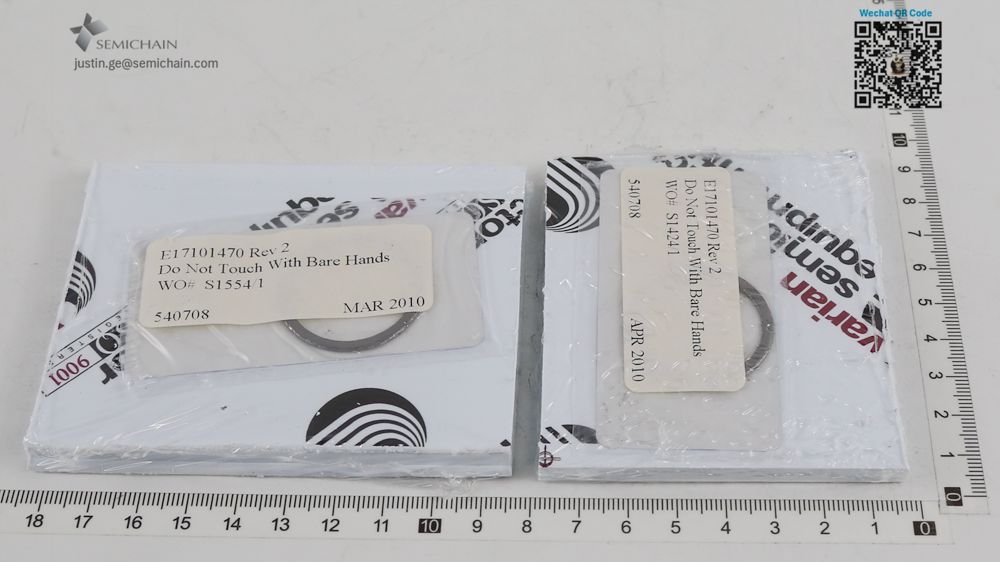 SEMICHAIN
justin.ge@semichain.com
Wechat QR Code
E17101470 Rev 2
Do Not Touch With Bare Hands
WO# S1554/1
540708 MAR 2010
E17101470 Rev 2
Do Not Touch With Bare Hands
WO# S1424/1
540708 APR 2010
varian
semi
equipm
9001
10
9
8
7
6
5
4
3
2
1
0
18 17 16 15 14 13 12 11 10 9 8 7 6 5 4 3 2 1 0